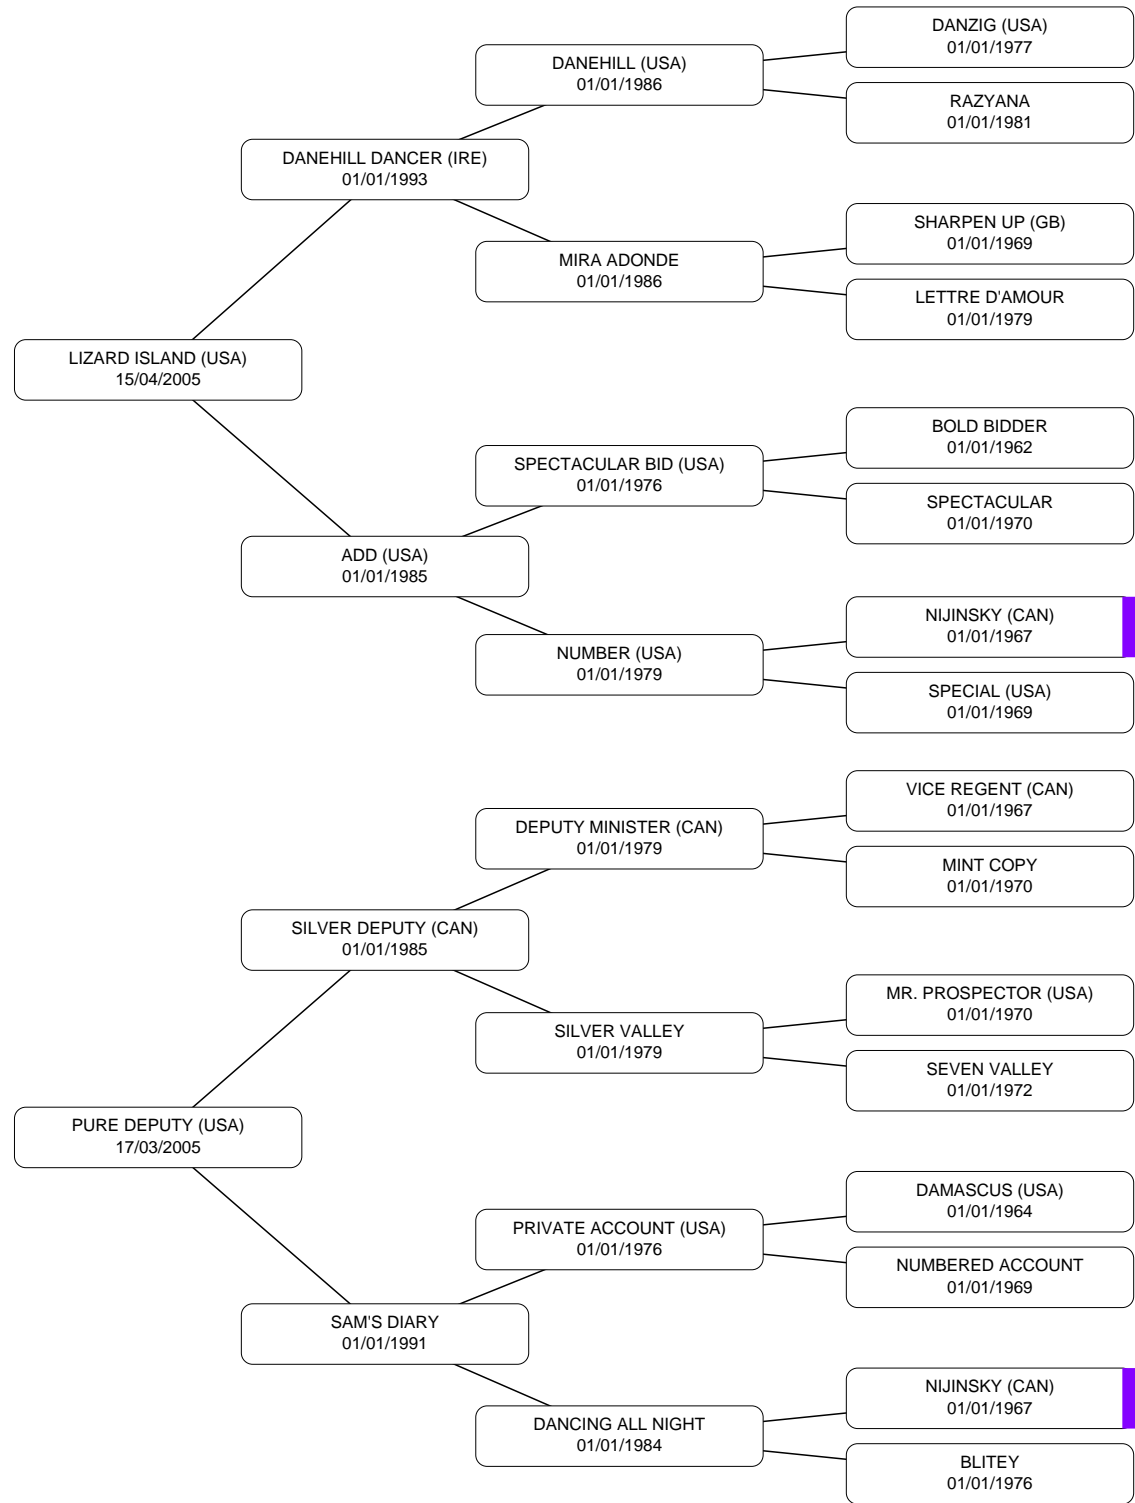 DANZIG (USA)
01/01/1977
DANEHILL (USA)
01/01/1986
RAZYANA
01/01/1981
DANEHILL DANCER (IRE)
01/01/1993
SHARPEN UP (GB)
01/01/1969
MIRA ADONDE
01/01/1986
LETTRE D'AMOUR
01/01/1979
LIZARD ISLAND (USA)
15/04/2005
BOLD BIDDER
01/01/1962
SPECTACULAR BID (USA)
01/01/1976
SPECTACULAR
01/01/1970
ADD (USA)
01/01/1985
NIJINSKY (CAN)
01/01/1967
NUMBER (USA)
01/01/1979
SPECIAL (USA)
01/01/1969
VICE REGENT (CAN)
01/01/1967
DEPUTY MINISTER (CAN)
01/01/1979
MINT COPY
01/01/1970
SILVER DEPUTY (CAN)
01/01/1985
MR. PROSPECTOR (USA)
01/01/1970
SILVER VALLEY
01/01/1979
SEVEN VALLEY
01/01/1972
PURE DEPUTY (USA)
17/03/2005
DAMASCUS (USA)
01/01/1964
PRIVATE ACCOUNT (USA)
01/01/1976
NUMBERED ACCOUNT
01/01/1969
SAM'S DIARY
01/01/1991
NIJINSKY (CAN)
01/01/1967
DANCING ALL NIGHT
01/01/1984
BLITEY
01/01/1976